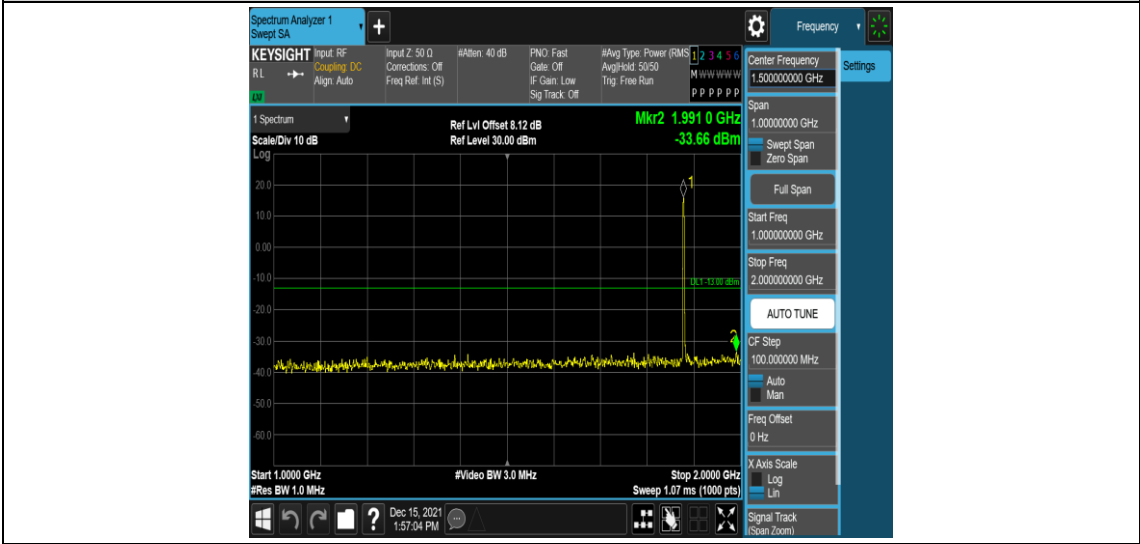 Spectrum Analyzer 1
Swept SA
+
Frequency
KEYSIGHT
Input: RF
Input Z: 50 Ω
#Atten: 40 dB
PNO: Fast
#Avg Type: Power (RMS
1 2 3 4 5 6
RL
Coupling: DC
Corrections: Off
Gate: Off
Avg|Hold: 50/50
M W W W W W
Align: Auto
Freq Ref: Int (S)
IF Gain: Low
Trig: Free Run
Sig Track: Off
P P P P P P
LW
1 Spectrum
Ref Lvl Offset 8.12 dB
Mkr2 1.991 0 GHz
Scale/Div 10 dB
Ref Level 30.00 dBm
-33.66 dBm
Log
1
20.0
10.0
0.00
DL1 -13.00 dBm
-10.0
-20.0
2
-30.0
-40.0
-50.0
-60.0
Start 1.0000 GHz
#Video BW 3.0 MHz
Stop 2.0000 GHz
#Res BW 1.0 MHz
Sweep 1.07 ms (1000 pts)
Dec 15, 2021
1:57:04 PM
?
Center Frequency
1.500000000 GHz
Settings
Span
1.00000000 GHz
Swept Span
Zero Span
Full Span
Start Freq
1.000000000 GHz
Stop Freq
2.000000000 GHz
AUTO TUNE
CF Step
100.000000 MHz
Auto
Man
Freq Offset
0 Hz
X Axis Scale
Log
Lin
Signal Track
(Span Zoom)